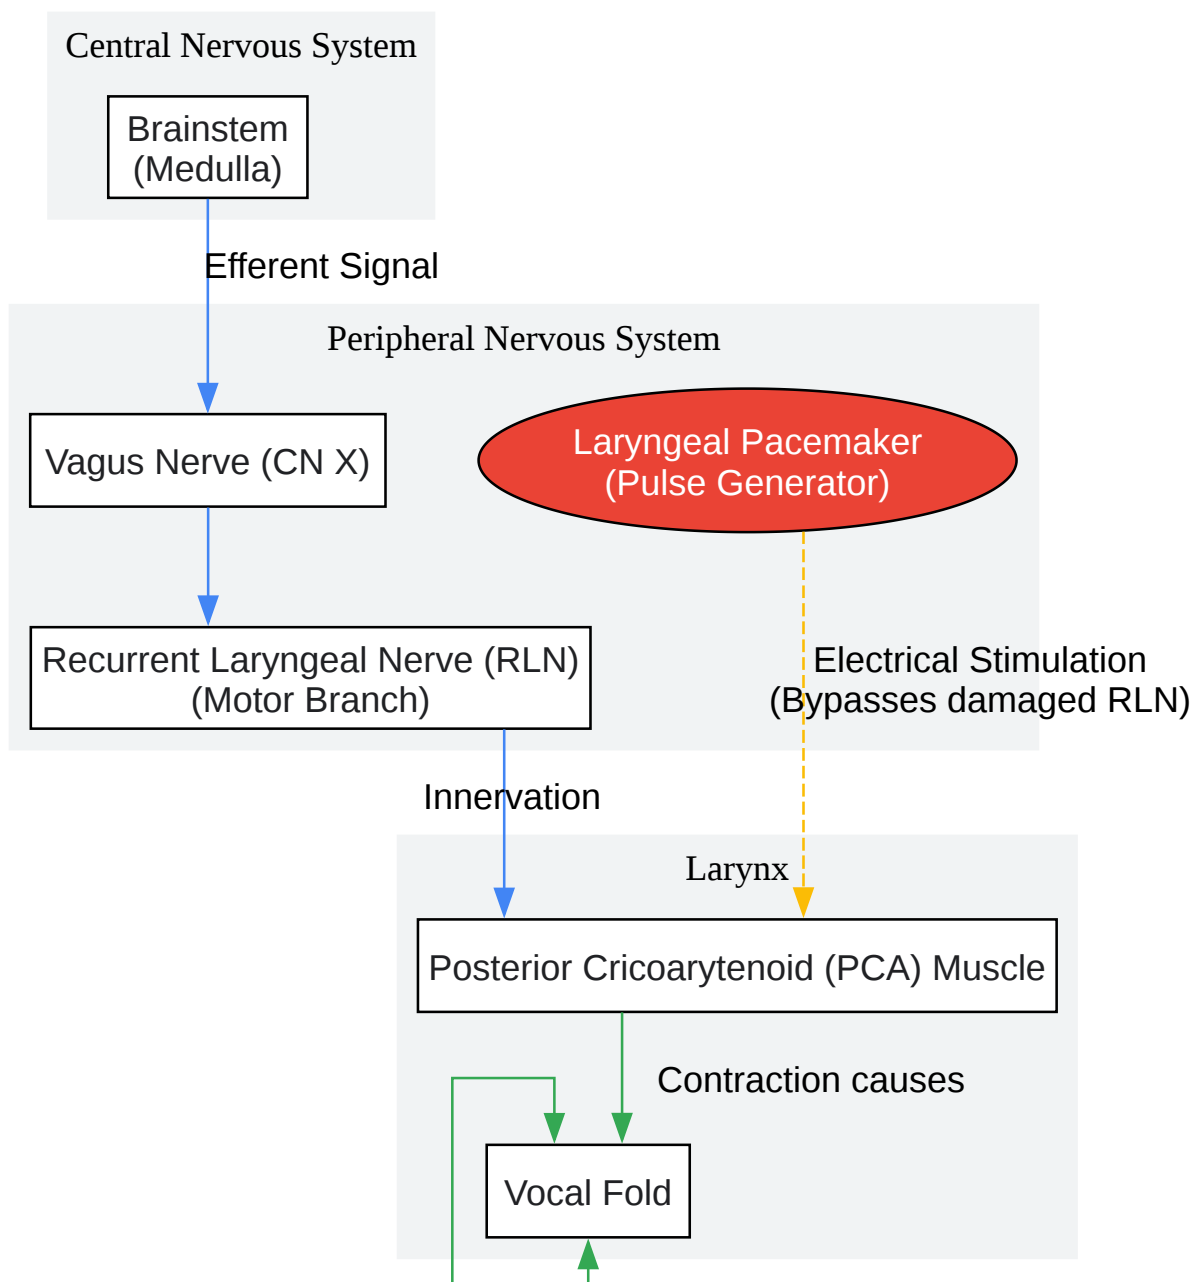 Central Nervous System
Brainstem
(Medulla)
Efferent Signal
Peripheral Nervous System
Vagus Nerve (CN X)
Laryngeal Pacemaker
(Pulse Generator)
Recurrent Laryngeal Nerve (RLN)
(Motor Branch)
Electrical Stimulation
(Bypasses damaged RLN)
Innervation
Larynx
Posterior Cricoarytenoid (PCA) Muscle
Contraction causes
Vocal Fold